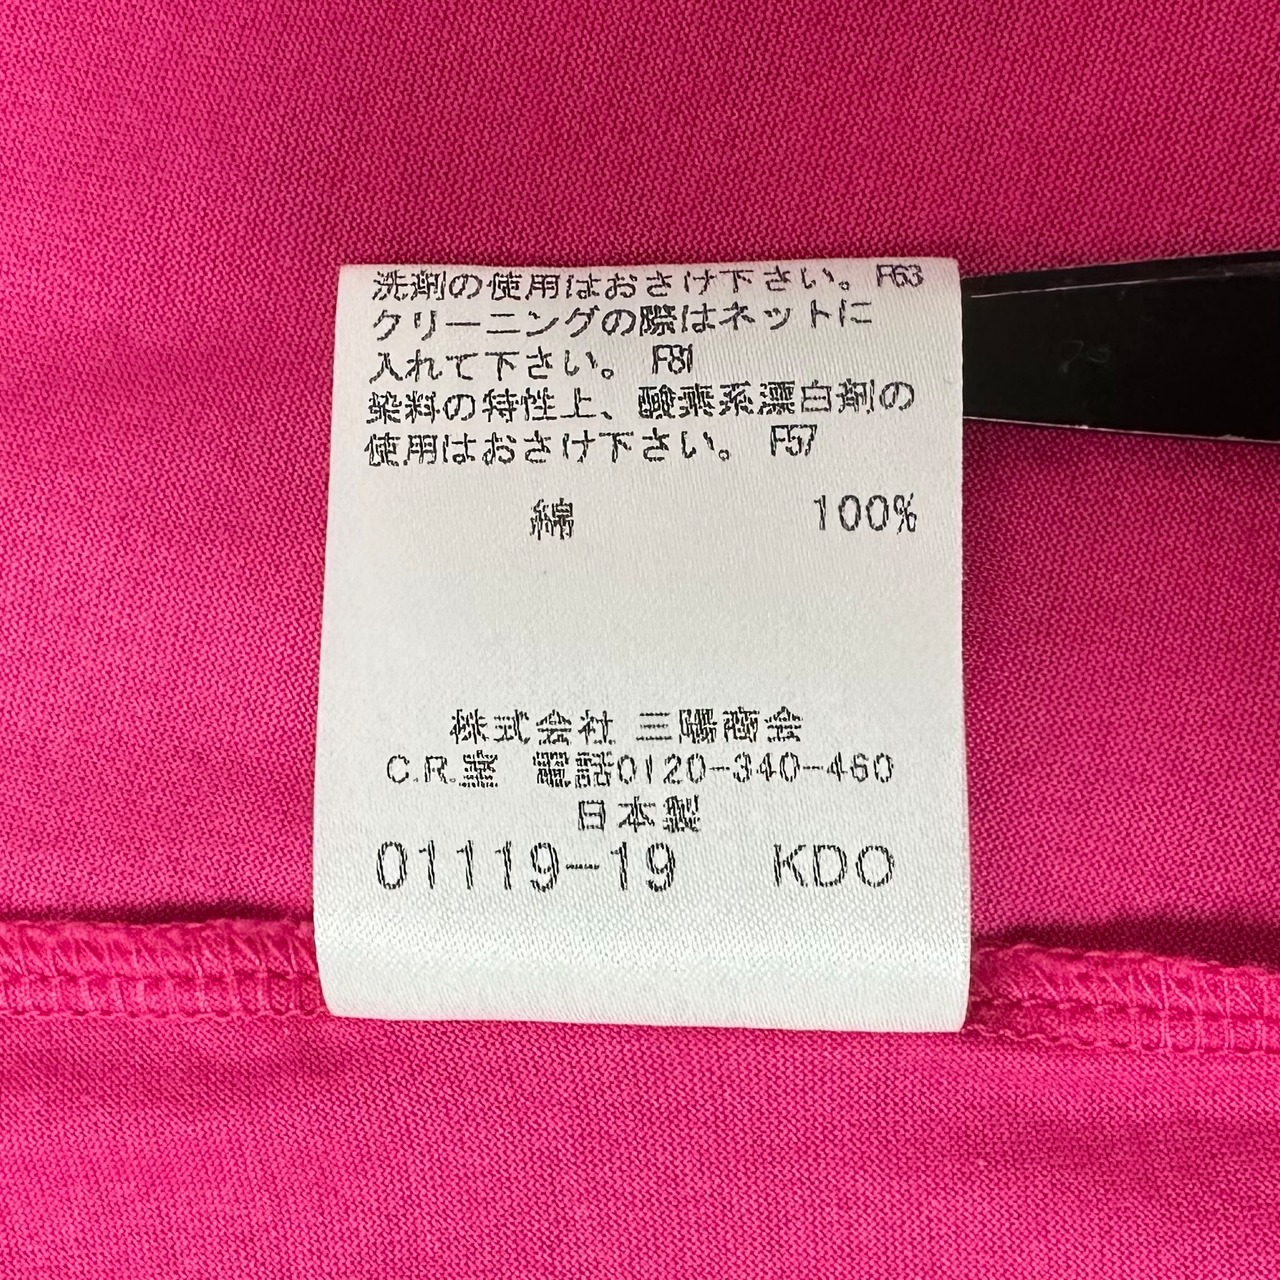 洗剤の使用はおさけ下さい。 F63
クリーニングの際はネットに
入れて下さい。 F81
染料の特性上、酸素系漂白剤の
使用はおさけ下さい。 F57
綿 100%
株式会社 三陽商会
C.R.室 電話0120-340-460
日本製
01119-19 KDO